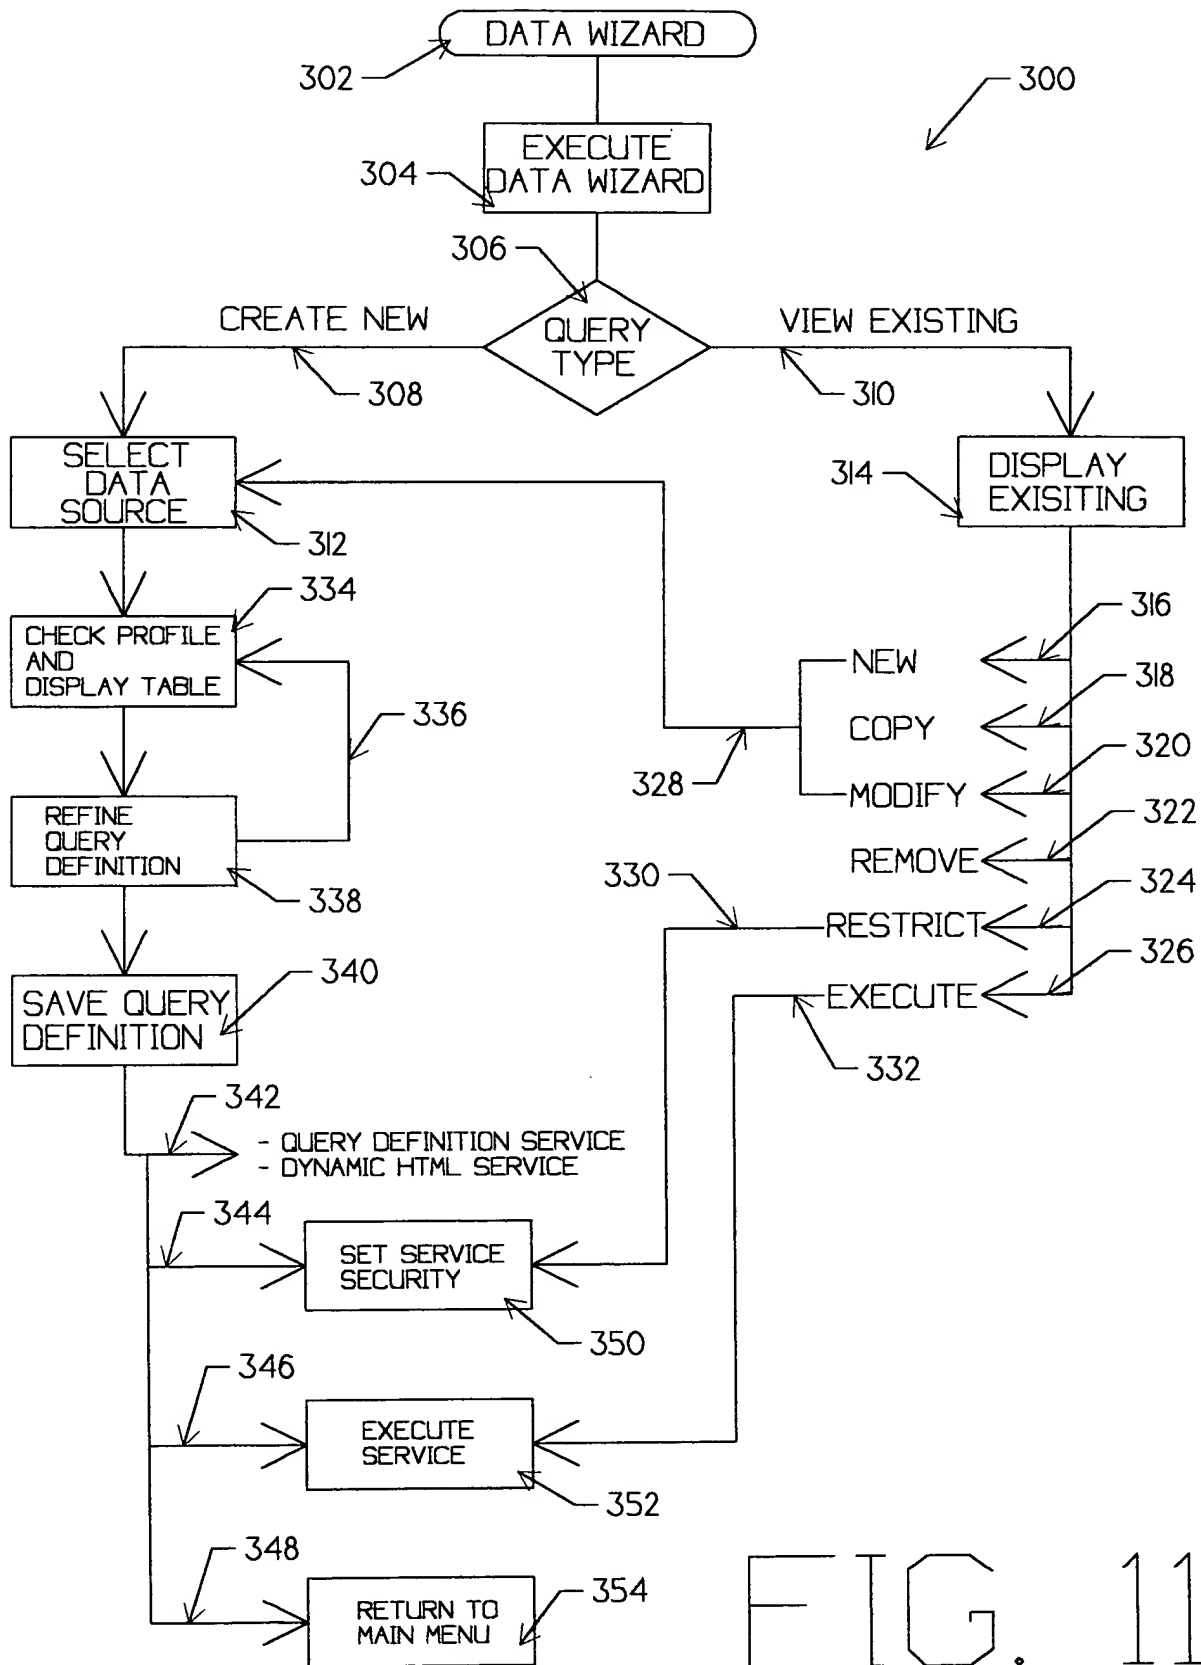 DATA WIZARD
302
300
EXECUTE
DATA WIZARD
304
306
CREATE NEW
QUERY
TYPE
VIEW EXISTING
308
310
SELECT
DATA
SOURCE
312
314
DISPLAY
EXISITING
334
CHECK PROFILE
AND
DISPLAY TABLE
336
316
NEW
318
COPY
328
320
MODIFY
322
REMOVE
REFINE
QUERY
DEFINITION
338
330
324
RESTRICT
326
EXECUTE
332
340
SAVE QUERY
DEFINITION
342
- QUERY DEFINITION SERVICE
- DYNAMIC HTML SERVICE
344
SET SERVICE
SECURITY
350
346
EXECUTE
SERVICE
352
348
RETURN TO
MAIN MENU
354
FIG. 11